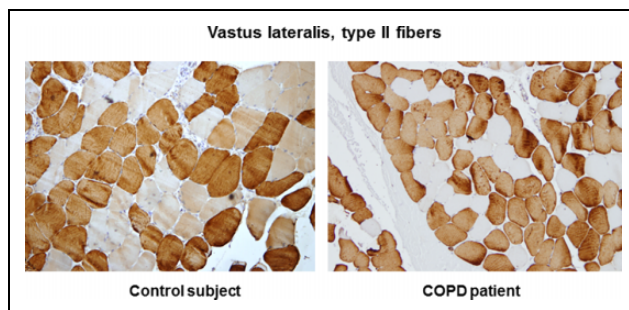 Vastus lateralis, type II fibers
Control subject
COPD patient